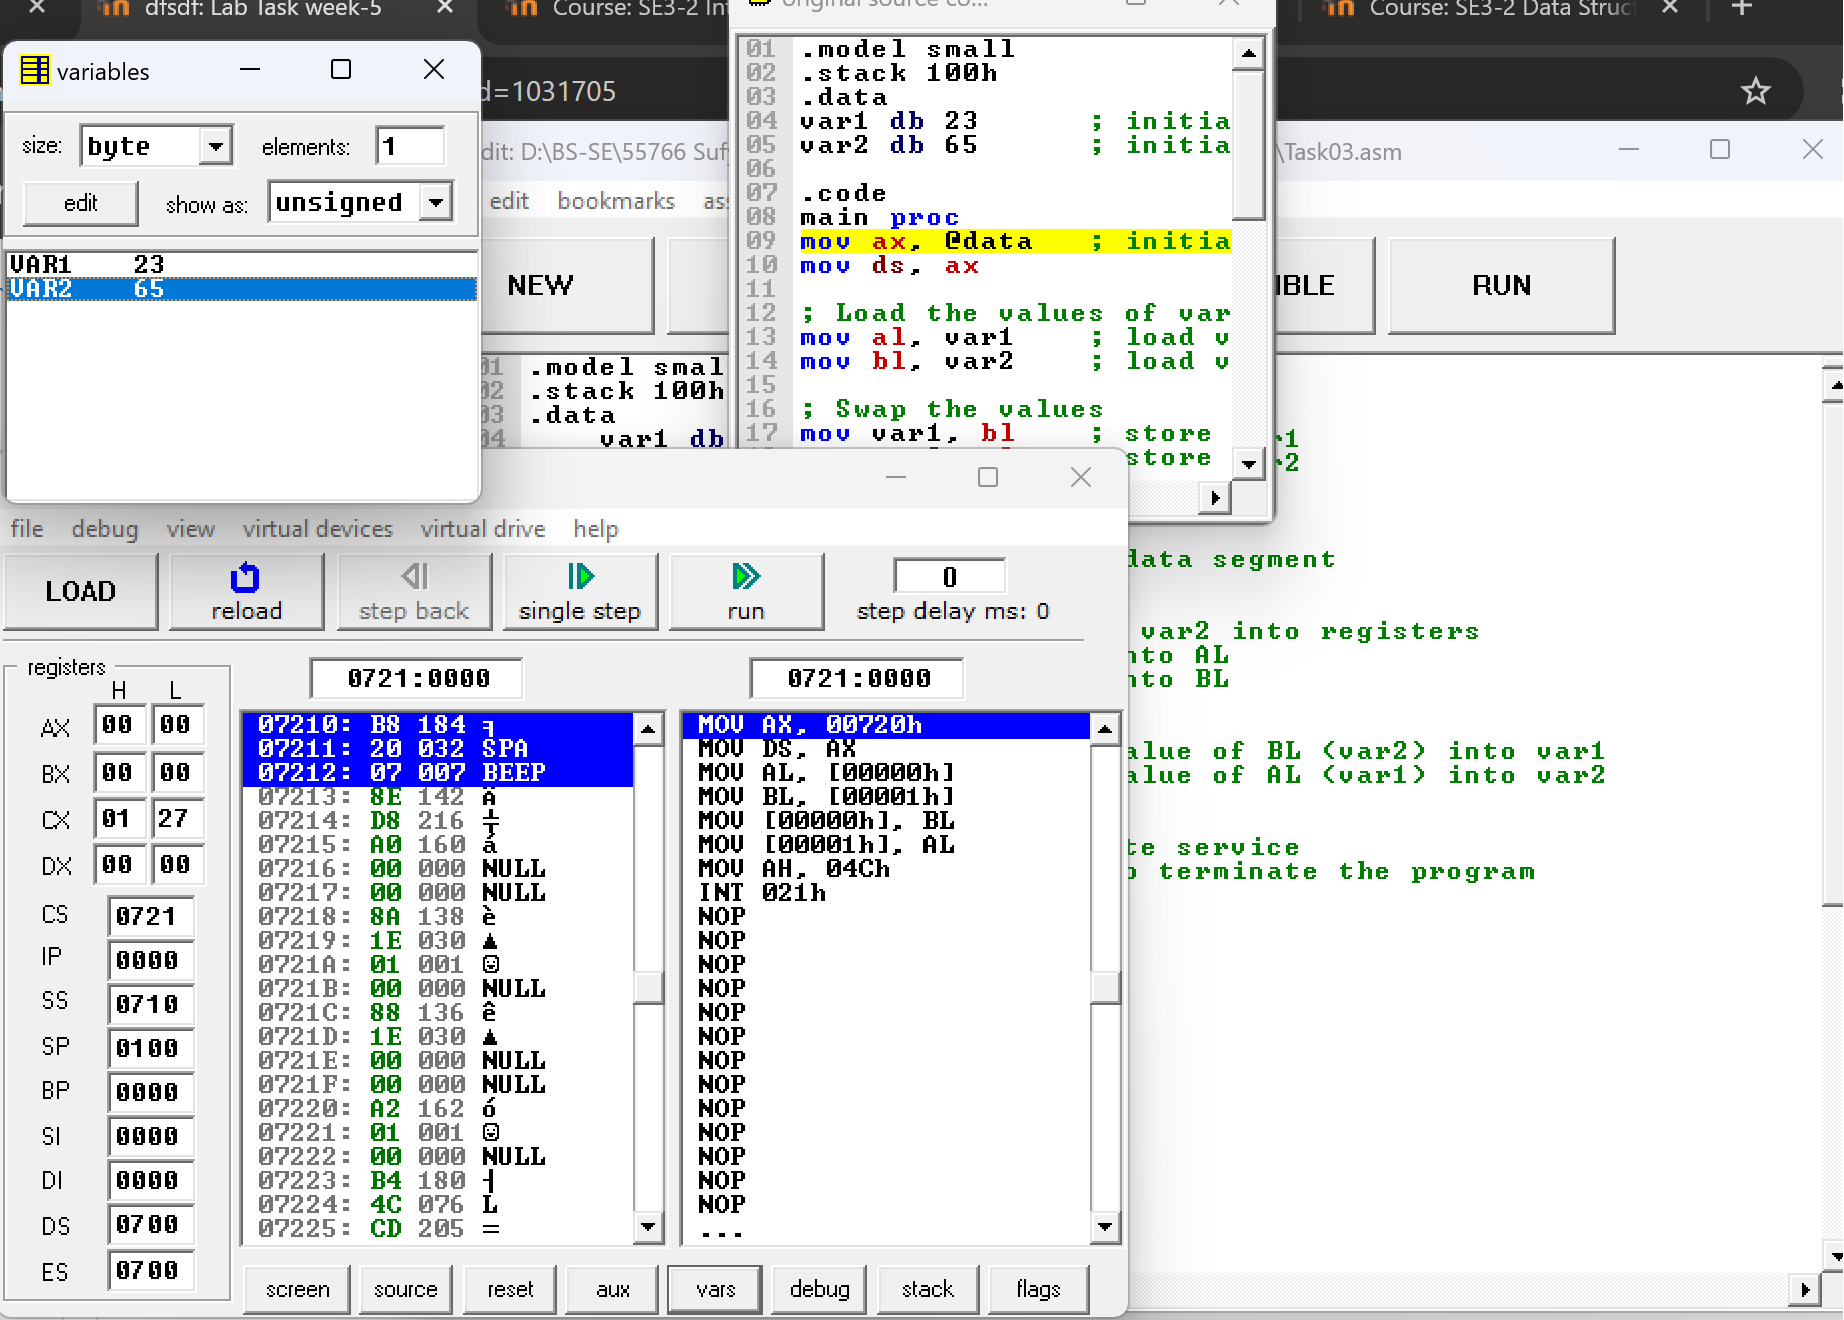 dfsdf: Lab Task week-5
Course: SE3-2
Course: SE3-2 Data
d=1031705
variables
size:
byte
elements:
1
edit
show as:
unsigned
VAR1 23
VAR2 65
01 .model small
02 .stack 100h
03 .data
04 var1 db 23 ; initia
05 var2 db 65 ; initia
06
07 .code
08 main proc
09 mov ax, @data ; initia
10 mov ds, ax
11
12 ; Load the values of var
13 mov al, var1 ; load v
14 mov bl, var2 ; load v
15
16 ; Swap the values
17 mov var1, bl ; store
store
dit: D:\BS-SE\55766
\Task03.asm
edit bookmarks
NEW
RUN
.model smal
.stack 100h
03 .data
04 var1 db
data segment
var2 into registers
nto AL
nto BL
alue of BL (var2) into var1
alue of AL (var1) into var2
te service
terminate the program
file debug view virtual devices virtual drive help
LOAD
reload
step back
single step
run
0
step delay ms: 0
registers
H L
AX 00 00
BX 00 00
CX 01 27
DX 00 00
CS 0721
IP 0000
SS 0710
SP 0100
BP 0000
SI 0000
DI 0000
DS 0700
ES 0700
0721:0000
07210: B8 184 ╕
07211: 20 032 SPA
07212: 07 007 BEEP
07213: 8E 142 Ä
07214: D8 216 ╪
07215: A0 160 á
07216: 00 000 NULL
07217: 00 000 NULL
07218: 8A 138 è
07219: 1E 030 ▲
0721A: 01 001 ☺
0721B: 00 000 NULL
0721C: 88 136 ê
0721D: 1E 030 ▲
0721E: 00 000 NULL
0721F: 00 000 NULL
07220: A2 162 ó
07221: 01 001 ☺
07222: 00 000 NULL
07223: B4 180 ┤
07224: 4C 076 L
07225: CD 205 ═
0721:0000
MOV AX, 00720h
MOV DS, AX
MOV AL, [00000h]
MOV BL, [00001h]
MOV [00000h], BL
MOV [00001h], AL
MOV AH, 04Ch
INT 021h
NOP
NOP
NOP
NOP
NOP
NOP
NOP
NOP
NOP
NOP
NOP
NOP
NOP
...
screen
source
reset
aux
vars
debug
stack
flags